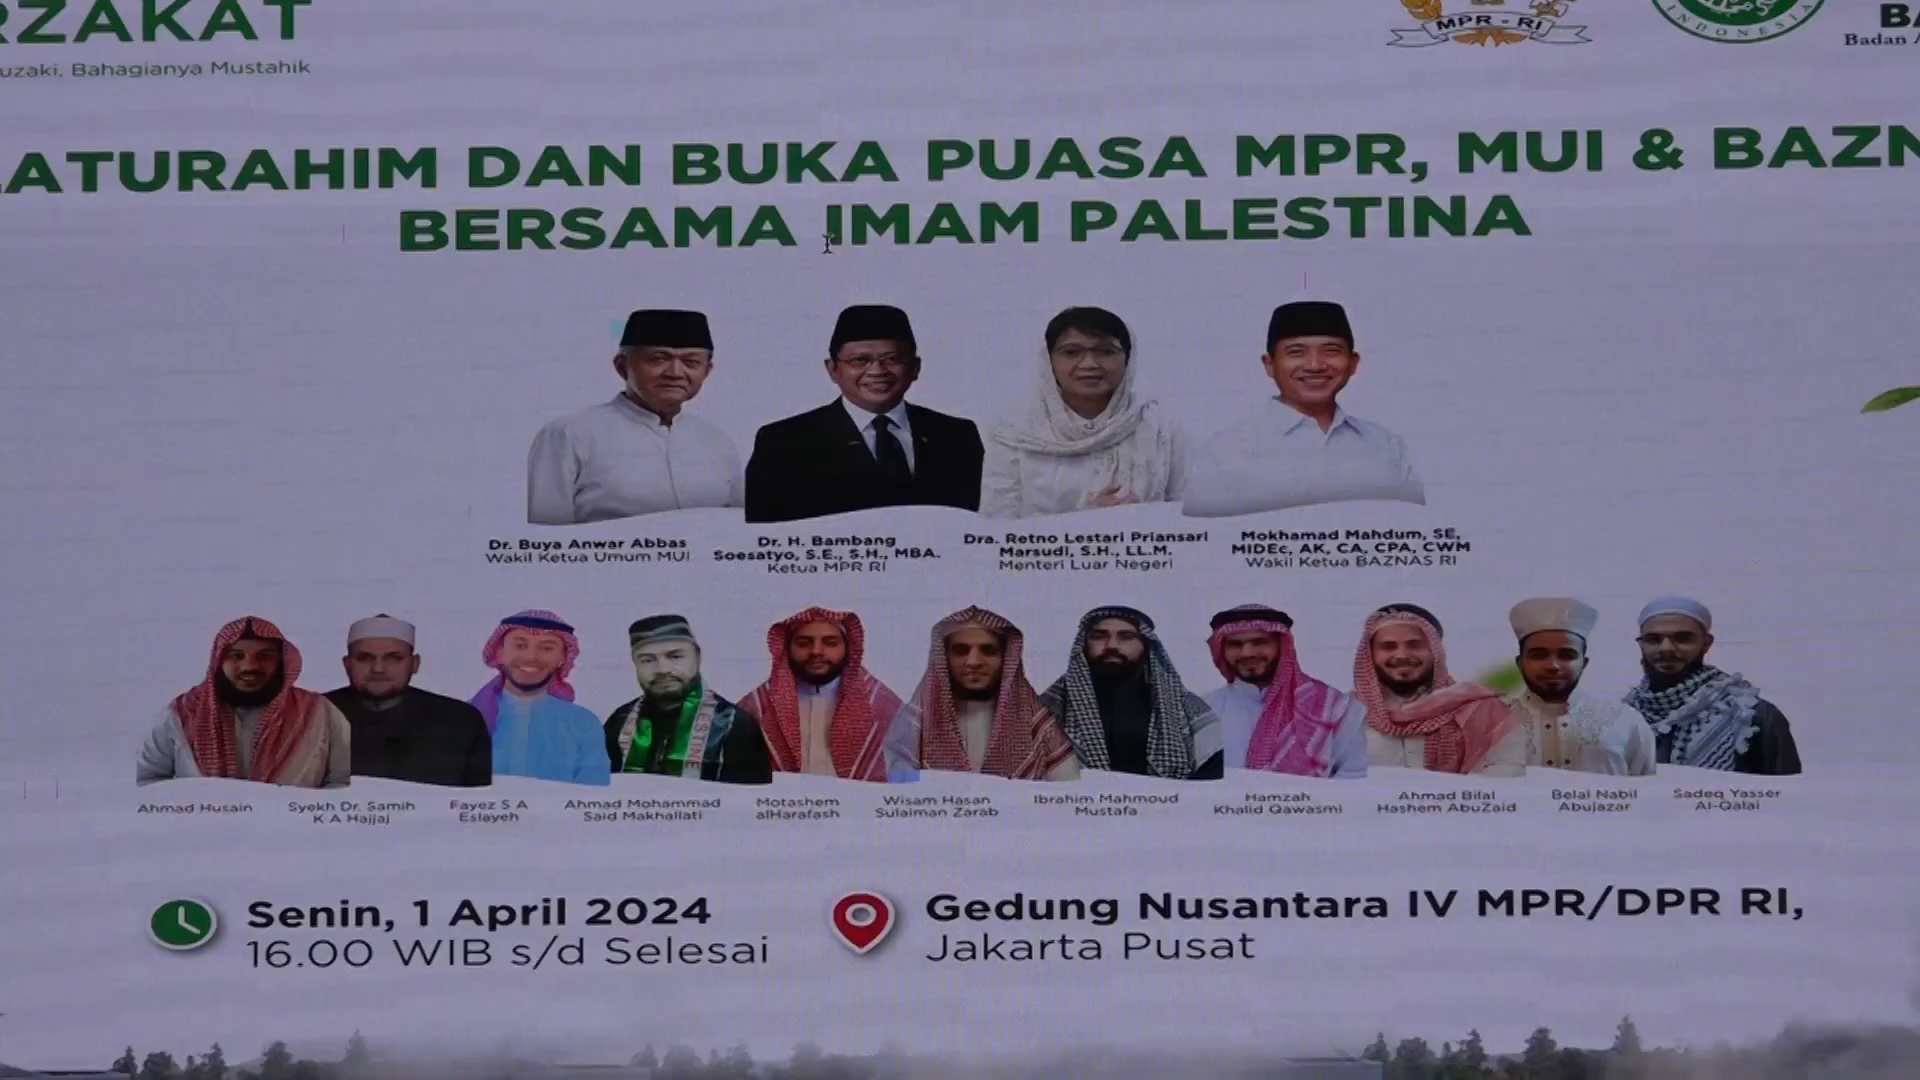 RZAKAT
uzaki, Bahagianya Mustahik
MPR - RI
INDONESIA
BA
Badan A
LATURAHIM DAN BUKA PUASA MPR, MUI & BAZN
BERSAMA IMAM PALESTINA
Dr. Buya Anwar Abbas
Wakil Ketua Umum MUI
Dr. H. Bambang
Soesatyo, S.E., S.H., MBA.
Ketua MPR RI
Dra. Retno Lestari Priansari
Marsudi, S.H., LL.M.
Menteri Luar Negeri
Mokhamad Mahdum, SE,
MIDEc, AK, CA, CPA, CWM
Wakil Ketua BAZNAS RI
Ahmad Husain
Syekh Dr. Samih
K A Hajjaj
Fayez S A
Eslayeh
Ahmad Mohammad
Said Makhallati
Motashem
alHarafash
Wisam Hasan
Sulaiman Zarab
Ibrahim Mahmoud
Mustafa
Hamzah
Khalid Qawasmi
Ahmad Bilal
Hashem AbuZaid
Belal Nabil
Abujazar
Sadeq Yasser
Al-Qalai
Senin, 1 April 2024
16.00 WIB s/d Selesai
Gedung Nusantara IV MPR/DPR RI,
Jakarta Pusat